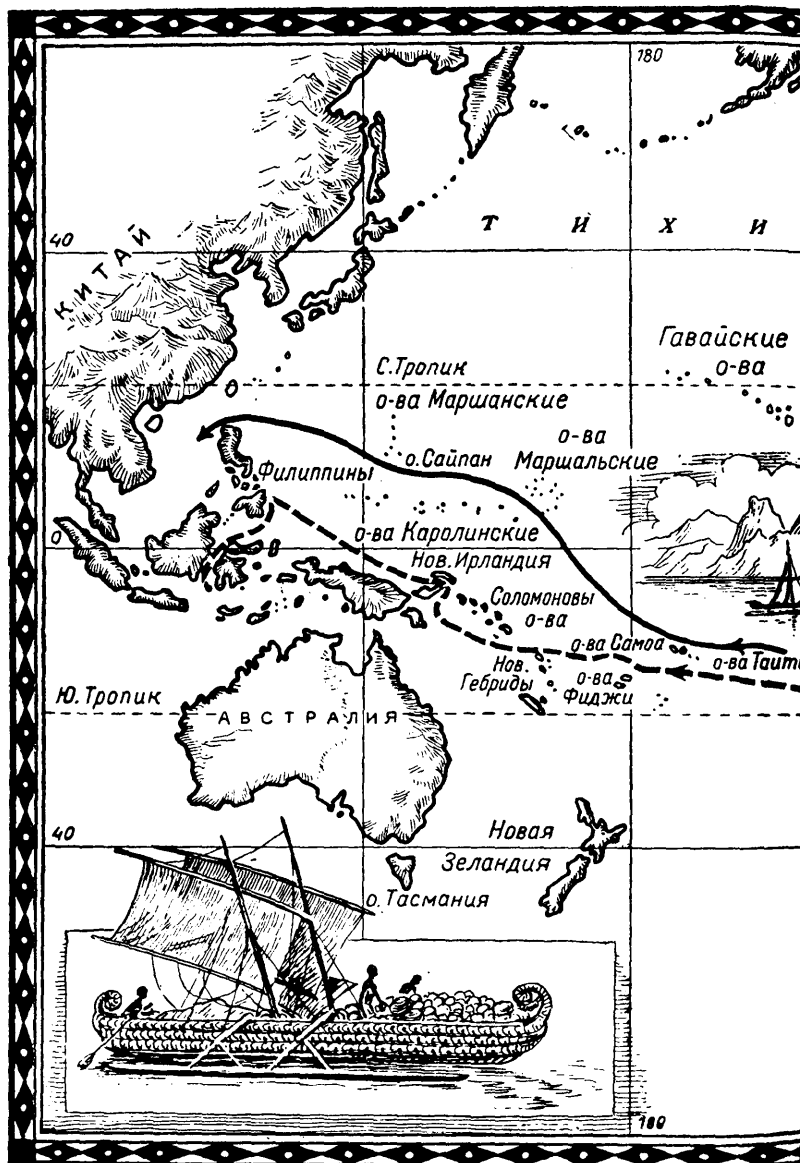 180
Т И Х И
40
КИТАЙ
Гавайские
о-ва
С. Тропик
о-ва Маршанские
о-ва
Маршальские
о. Сайпан
Филиппины
о-ва Каролинские
0
Нов. Ирландия
Соломоновы
о-ва
о-ва Самоа
о-ва Таити
Нов.
Гебриды
о-ва
Фиджи
Ю. Тропик
АВСТРАЛИЯ
40
Новая
Зеландия
о. Тасмания
180